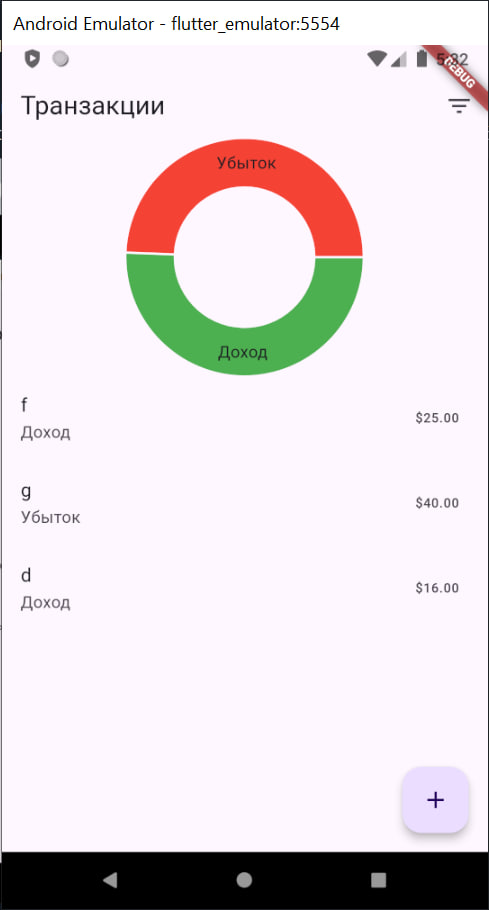 Android Emulator - flutter_emulator:5554
DEBUG
Транзакции
Убыток
Доход
f
$25.00
Доход
g
$40.00
Убыток
d
$16.00
Доход